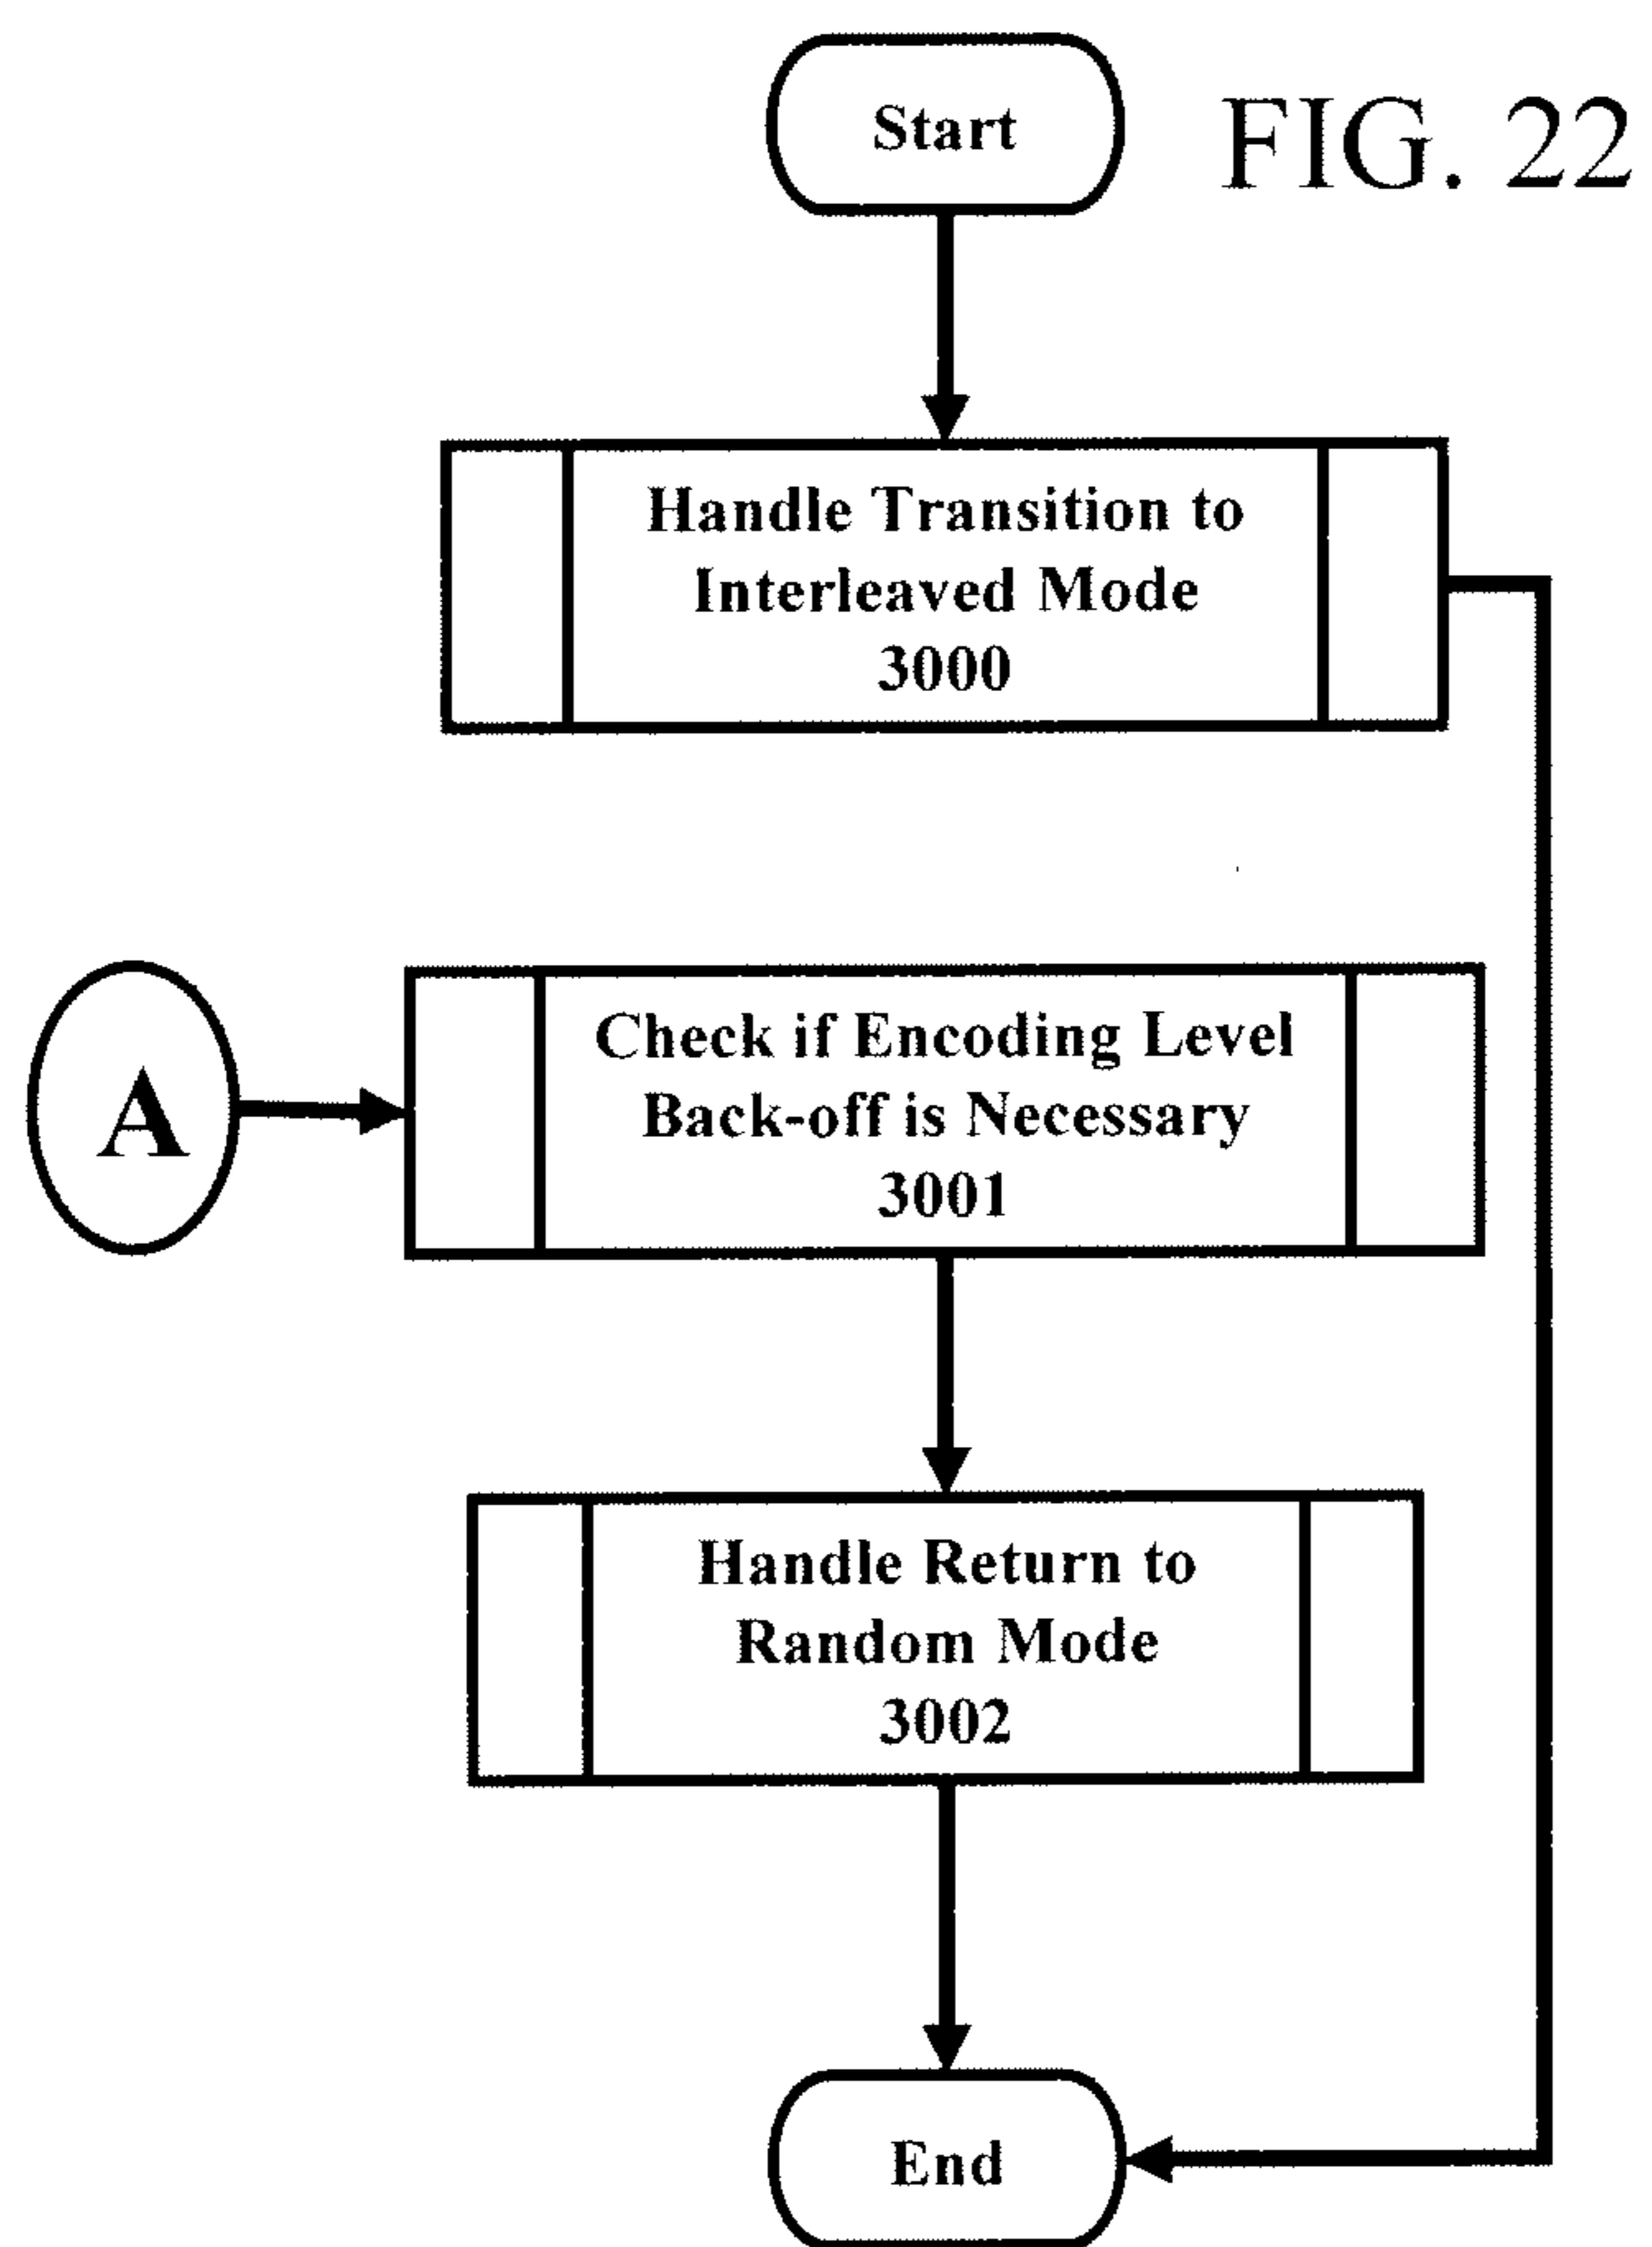 Start
FIG. 22
Handle Transition to
Interleaved Mode
3000
A
Check if Encoding Level
Back-off is Necessary
3001
Handle Return to
Random Mode
3002
End